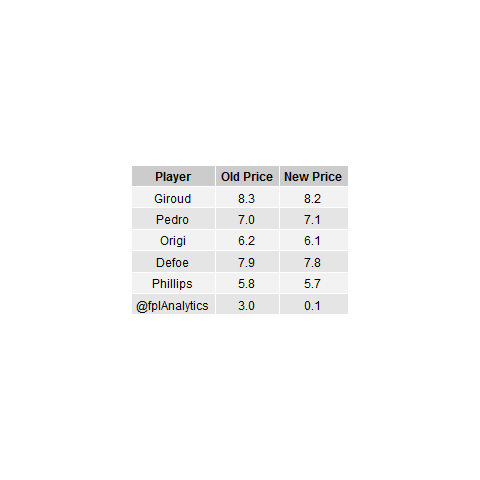 Player Old Price New Price
Giroud 8.3 8.2
Pedro 7.0 7.1
Origi 6.2 6.1
Defoe 7.9 7.8
Phillips 5.8 5.7
@fplAnalytics 3.0 0.1